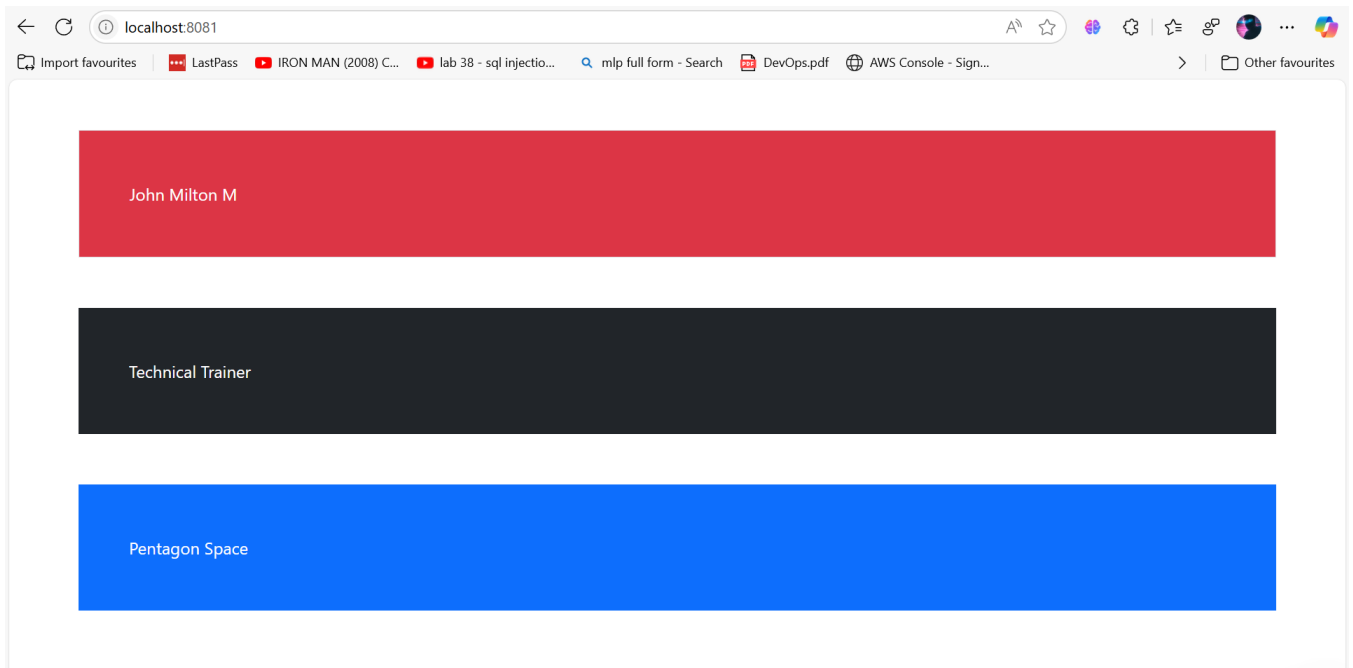 localhost:8081
Import favourites LastPass IRON MAN (2008) C... lab 38 - sql injectio... mlp full form - Search PDF DevOps.pdf AWS Console - Sign... Other favourites
John Milton M
Technical Trainer
Pentagon Space